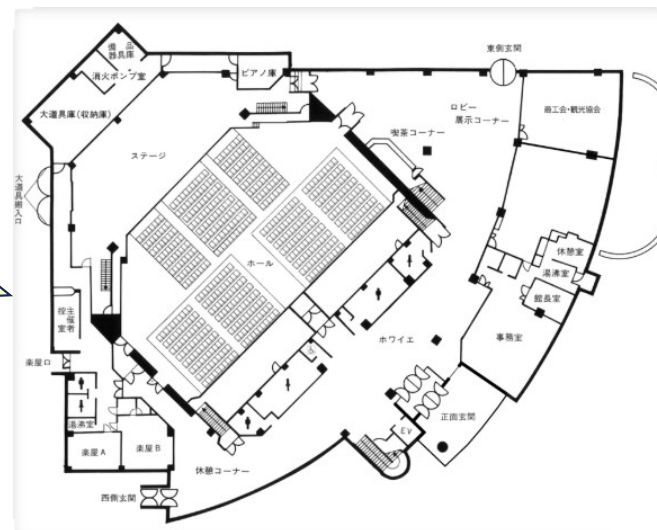 東側玄関
備品
器具庫
ピアノ庫
消火ポンプ室
ロビー
展示コーナー
商工会・観光協会
大道具庫(収納庫)
喫茶コーナー
ステージ
大道具搬入口
ホール
休憩室
湯沸室
館長室
主催者
控室
ホワイエ
事務室
楽屋口
正面玄関
湯沸室
EV
楽屋A
楽屋B
休憩コーナー
西側玄関